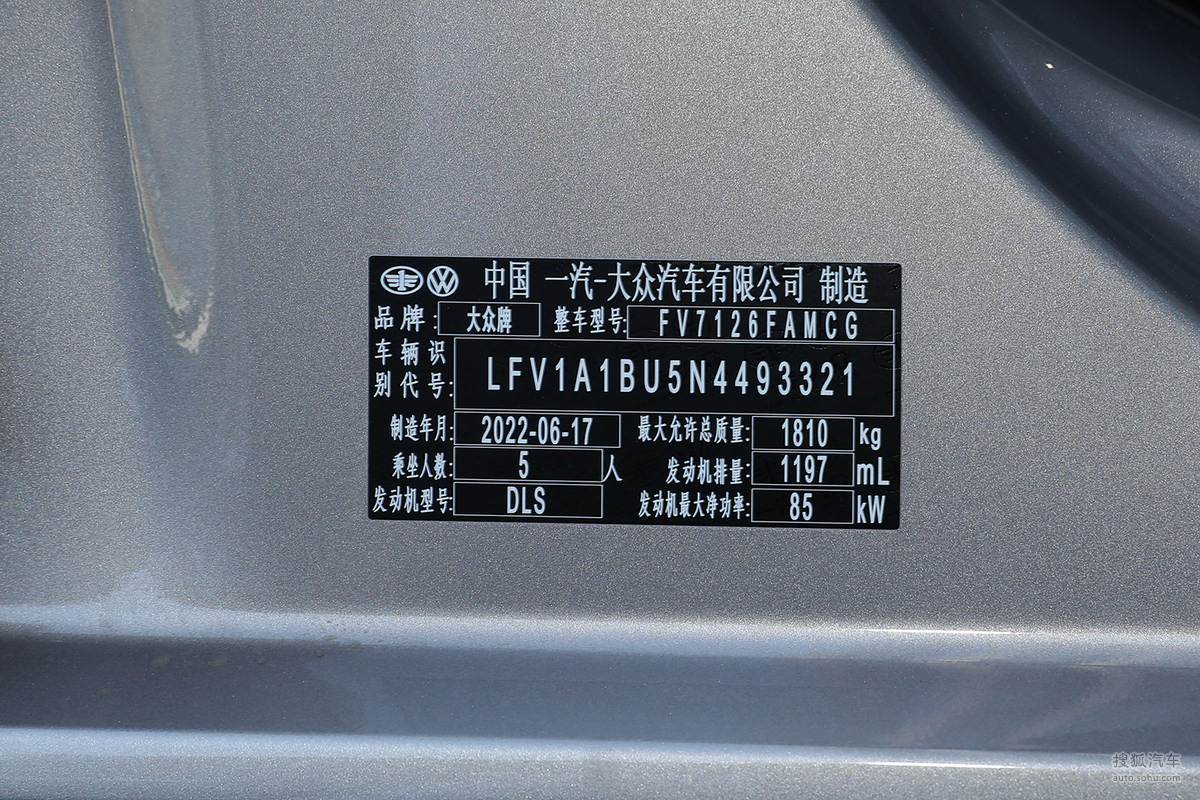 中国 一汽-大众汽车有限公司 制造
品牌: 大众牌 整车型号: FV7126FAMCG
车辆识
别代号: LFV1A1BU5N4493321
制造年月: 2022-06-17 最大允许总质量: 1810 kg
乘坐人数: 5 人 发动机排量: 1197 mL
发动机型号: DLS 发动机最大净功率: 85 kW
搜狐汽车
auto.sohu.com